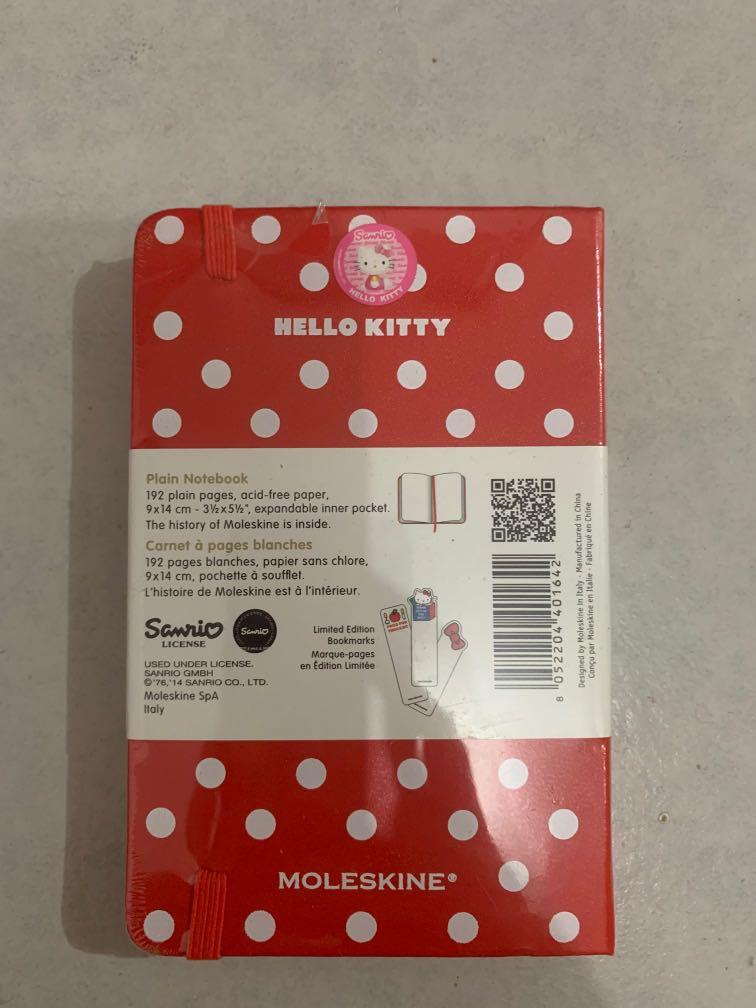 Sanrio
HELLO KITTY
HELLO KITTY
Plain Notebook
192 plain pages, acid-free paper,
9x14 cm - 3½x5½", expandable inner pocket.
The history of Moleskine is inside.
Carnet à pages blanches
192 pages blanches, papier sans chlore,
9x14 cm, pochette à soufflet.
L'histoire de Moleskine est à l'intérieur.
Sanrio
LICENSE
Sanrio
USED UNDER LICENSE.
SANRIO GMBH
©'76,'14 SANRIO CO., LTD.
Moleskine SpA
Italy
Limited Edition
Bookmarks
Marque-pages
en Édition Limitée
8 052204 401642
Designed by Moleskine in Italy - Manufactured in China
Conçu par Moleskine en Italie - Fabriqué en Chine
MOLESKINE®